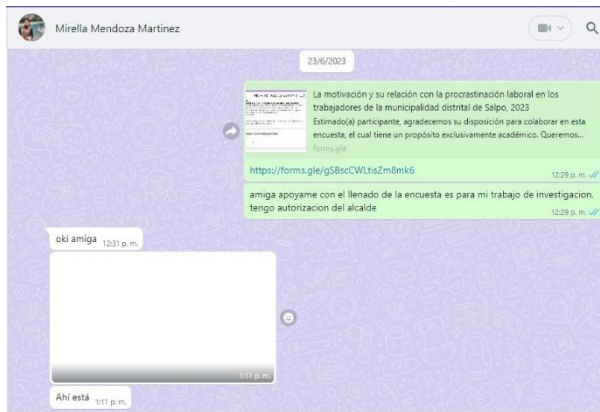 Mirella Mendoza Martinez
23/6/2023
La motivación y su relación con la procrastinación laboral en los
trabajadores de la municipalidad distrital de Salpo, 2023
Estimado(a) participante, agradecemos su disposición para colaborar en esta
encuesta, el cual tiene un propósito exclusivamente académico. Queremos...
forms.gle
https://forms.gle/gSBscCWLtisZm8mk6
12:29 p. m.
amiga apoyame con el llenado de la encuesta es para mi trabajo de investigacion.
tengo autorizacion del alcalde
12:29 p. m.
oki amiga 12:31 p. m.
1:11 p. m.
Ahí está 1:11 p. m.